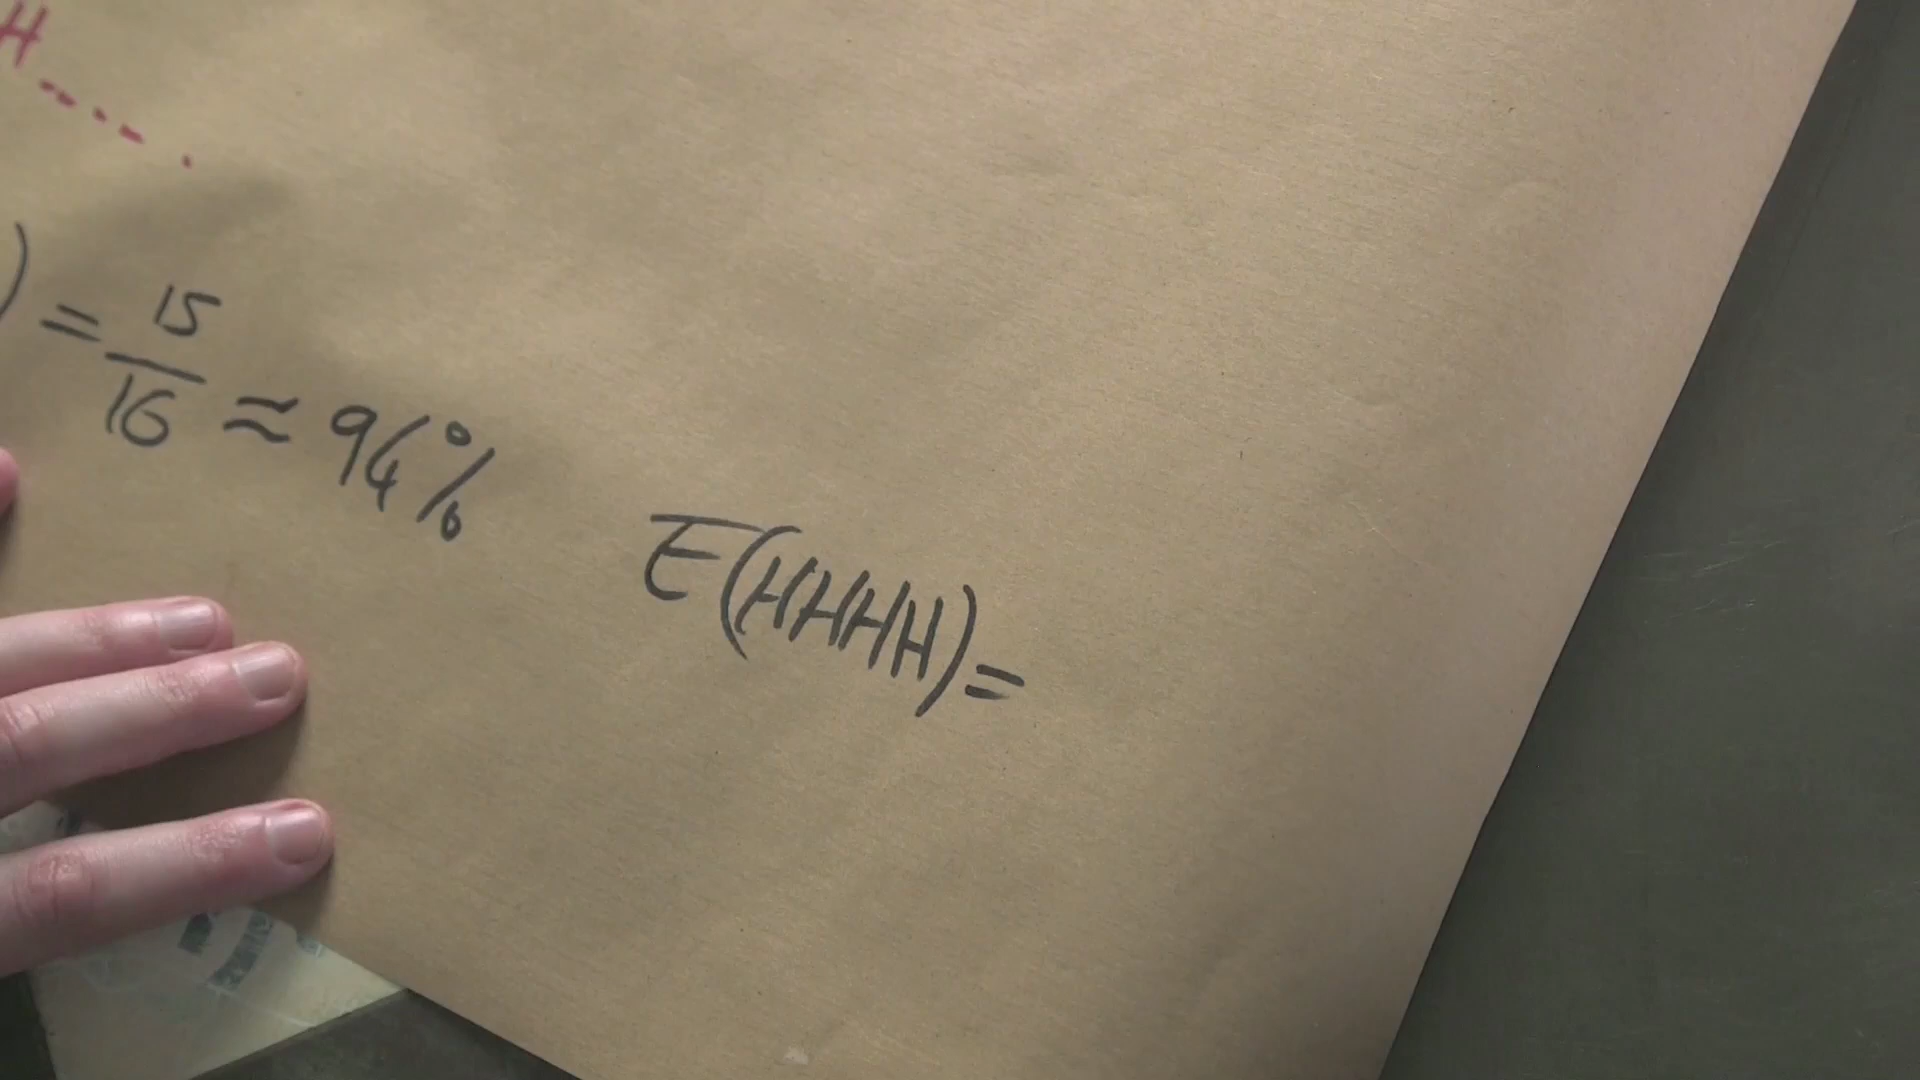 H
) = 15/16 ≈ 94%
E(HHHH) =